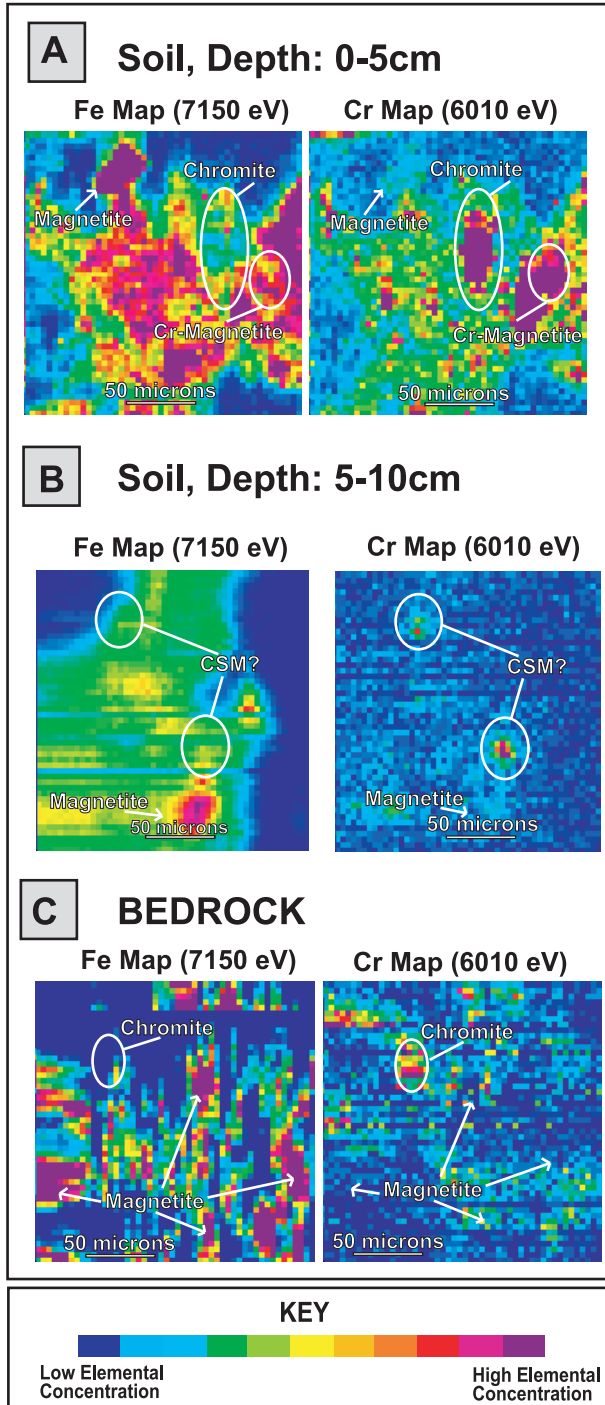 A Soil, Depth: 0-5cm
Fe Map (7150 eV) Cr Map (6010 eV)
Chromite Chromite
Magnetite Magnetite
Cr-Magnetite Cr-Magnetite
50 microns 50 microns
B Soil, Depth: 5-10cm
Fe Map (7150 eV) Cr Map (6010 eV)
CSM? CSM?
Magnetite Magnetite
50 microns 50 microns
C BEDROCK
Fe Map (7150 eV) Cr Map (6010 eV)
Chromite Chromite
Magnetite Magnetite
50 microns 50 microns
KEY
Low Elemental High Elemental
Concentration Concentration